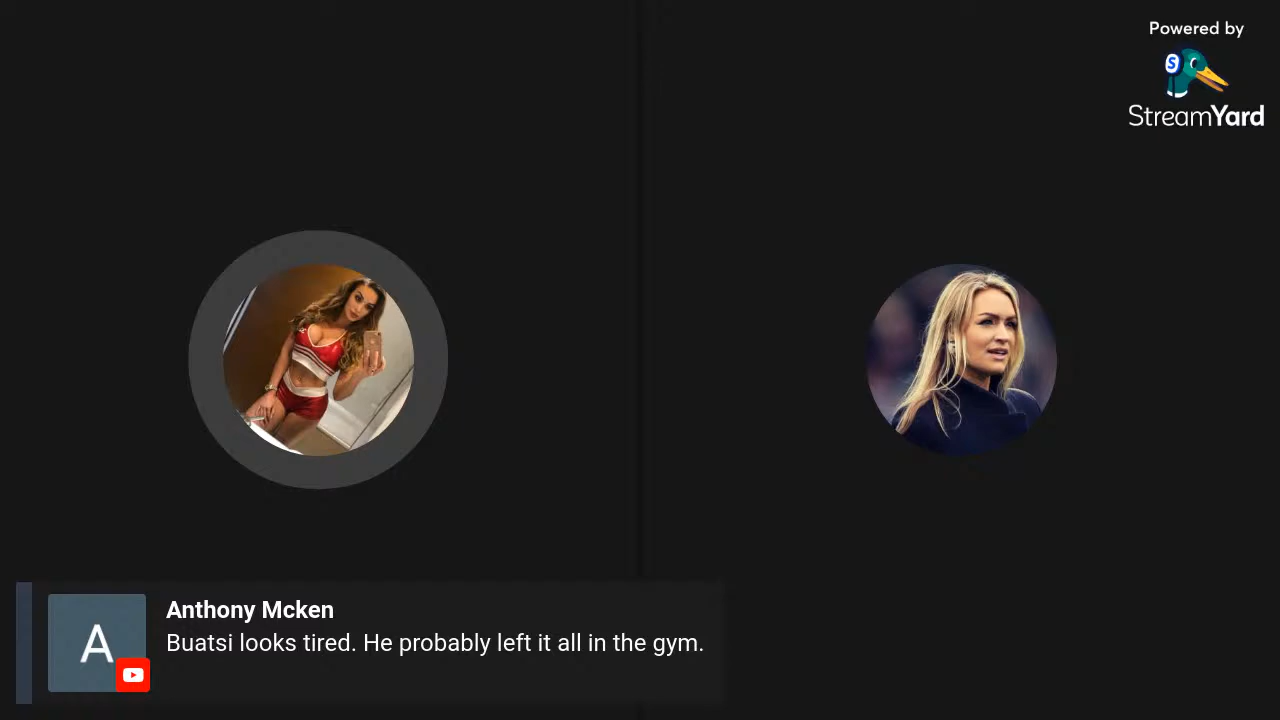 Powered by
StreamYard
Anthony Mcken
Buatsi looks tired. He probably left it all in the gym.
A
S